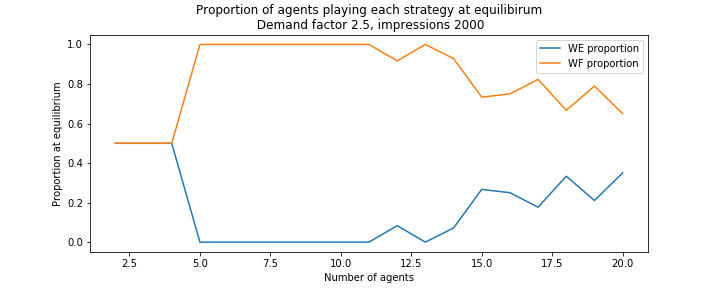 Proportion of agents playing each strategy at equilibirum
Demand factor 2.5, impressions 2000
WE proportion
WF proportion
Proportion at equilibrium
1.0
0.8
0.6
0.4
0.2
0.0
2.5 5.0 7.5 10.0 12.5 15.0 17.5 20.0
Number of agents